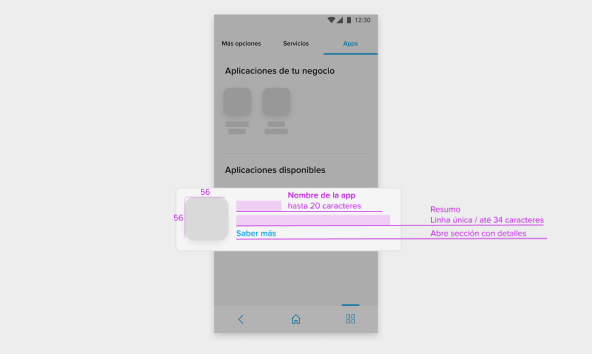 12:30
Más opciones
Servicios
Apps
Aplicaciones de tu negocio
Aplicaciones disponibles
56
56
Nombre de la app
hasta 20 caracteres
Saber más
Resumo
Linha única / até 34 caracteres
Abre sección con detalles